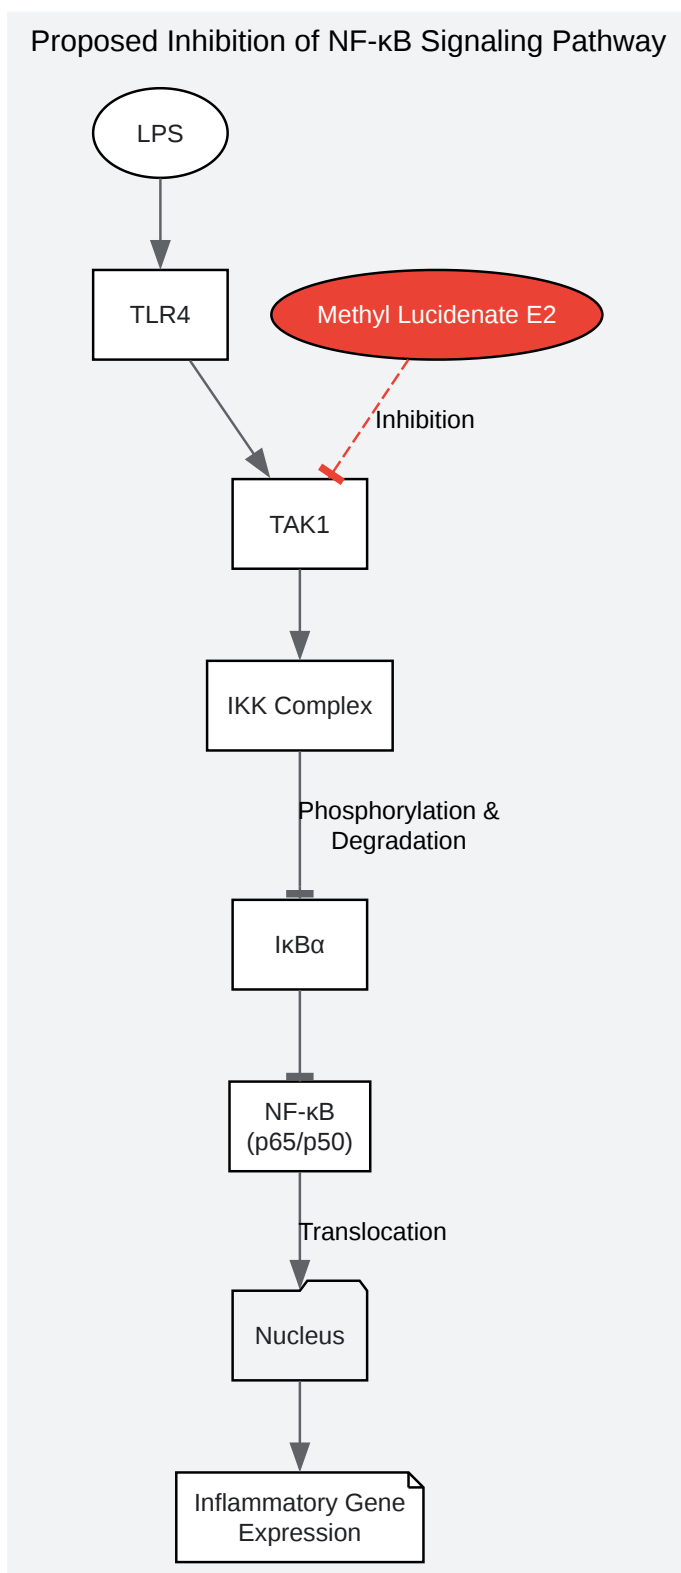 Proposed Inhibition of NF-κB Signaling Pathway
LPS
TLR4
Methyl Lucidenate E2
Inhibition
TAK1
IKK Complex
Phosphorylation &
Degradation
IκBα
NF-κB
(p65/p50)
Translocation
Nucleus
Inflammatory Gene
Expression